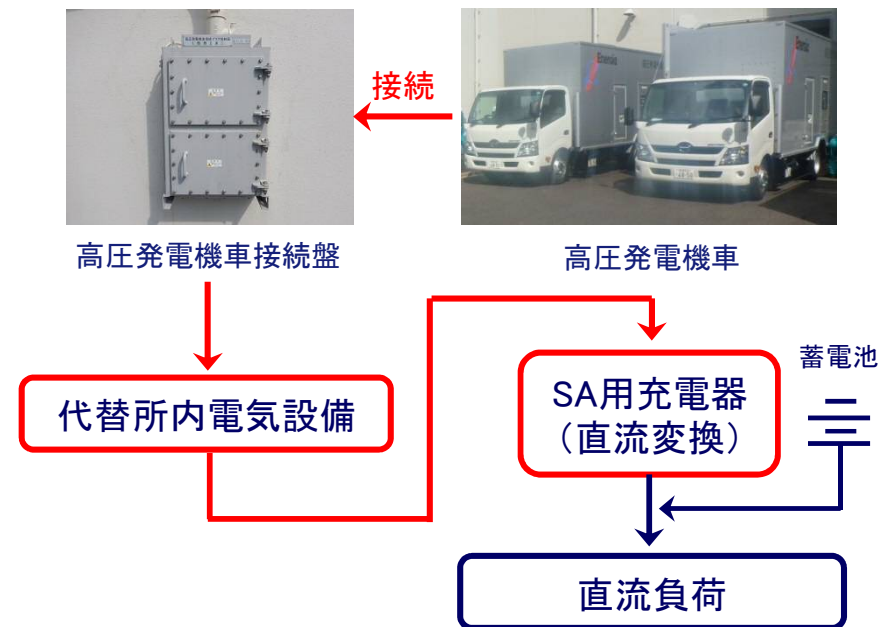 接続
高圧発電機車接続盤
高圧発電機車
蓄電池
代替所内電気設備
SA用充電器
（直流変換）
直流負荷